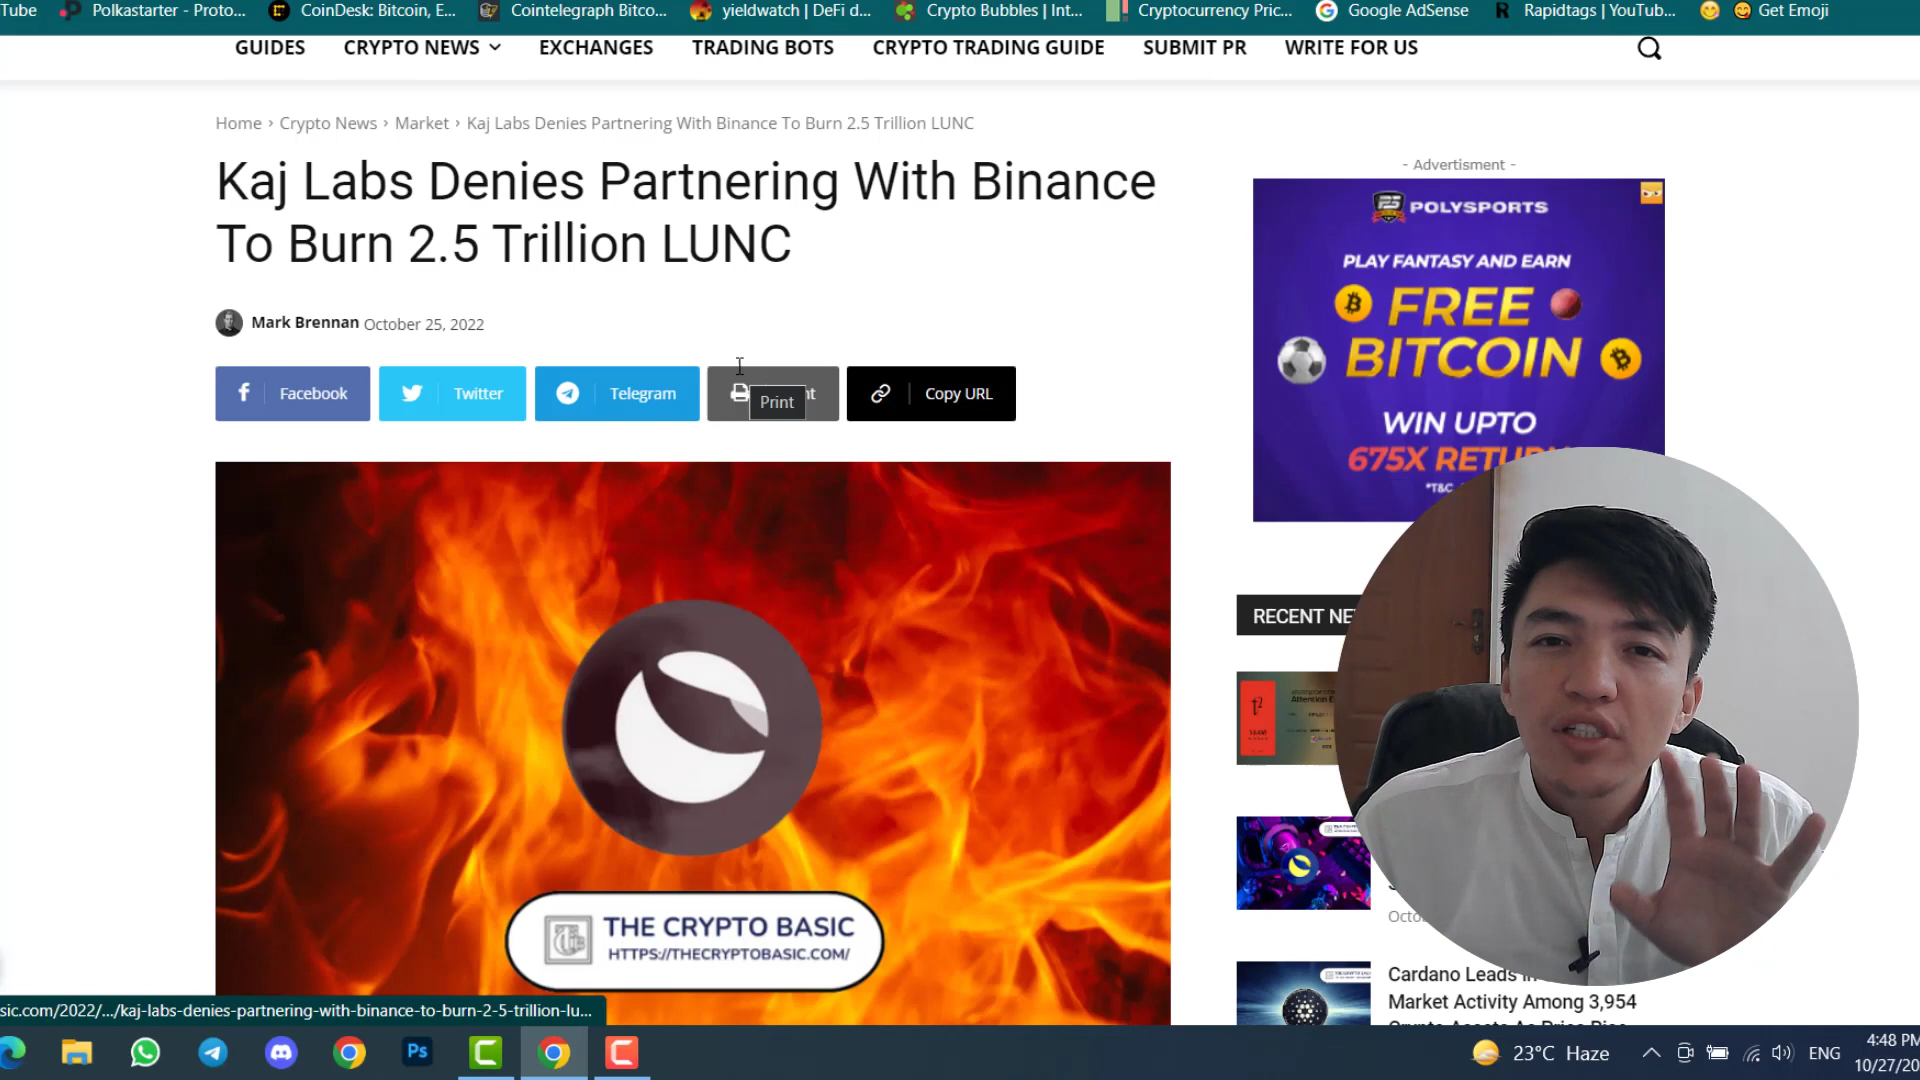 Tube
Polkastarter - Proto...
CoinDesk: Bitcoin, E...
Cointelegraph Bitco...
yieldwatch | DeFi d...
Crypto Bubbles | Int...
Cryptocurrency Pric...
Google AdSense
Rapidtags | YouTub...
Get Emoji
GUIDES
CRYPTO NEWS
EXCHANGES
TRADING BOTS
CRYPTO TRADING GUIDE
SUBMIT PR
WRITE FOR US
Home › Crypto News › Market › Kaj Labs Denies Partnering With Binance To Burn 2.5 Trillion LUNC
Kaj Labs Denies Partnering With Binance
To Burn 2.5 Trillion LUNC
Mark Brennan October 25, 2022
Facebook
Twitter
Telegram
Print
Copy URL
THE CRYPTO BASIC
HTTPS://THECRYPTOBASIC.COM/
- Advertisment -
POLYSPORTS
PLAY FANTASY AND EARN
FREE
BITCOIN
WIN UPTO
675X
*T&C
RECENT
Attention
Cardano Leads
Market Activity Among 3,954
sic.com/2022/.../kaj-labs-denies-partnering-with-binance-to-burn-2-5-trillion-lu...
Ps
23°C Haze
ENG
4:48 PM
10/27/20